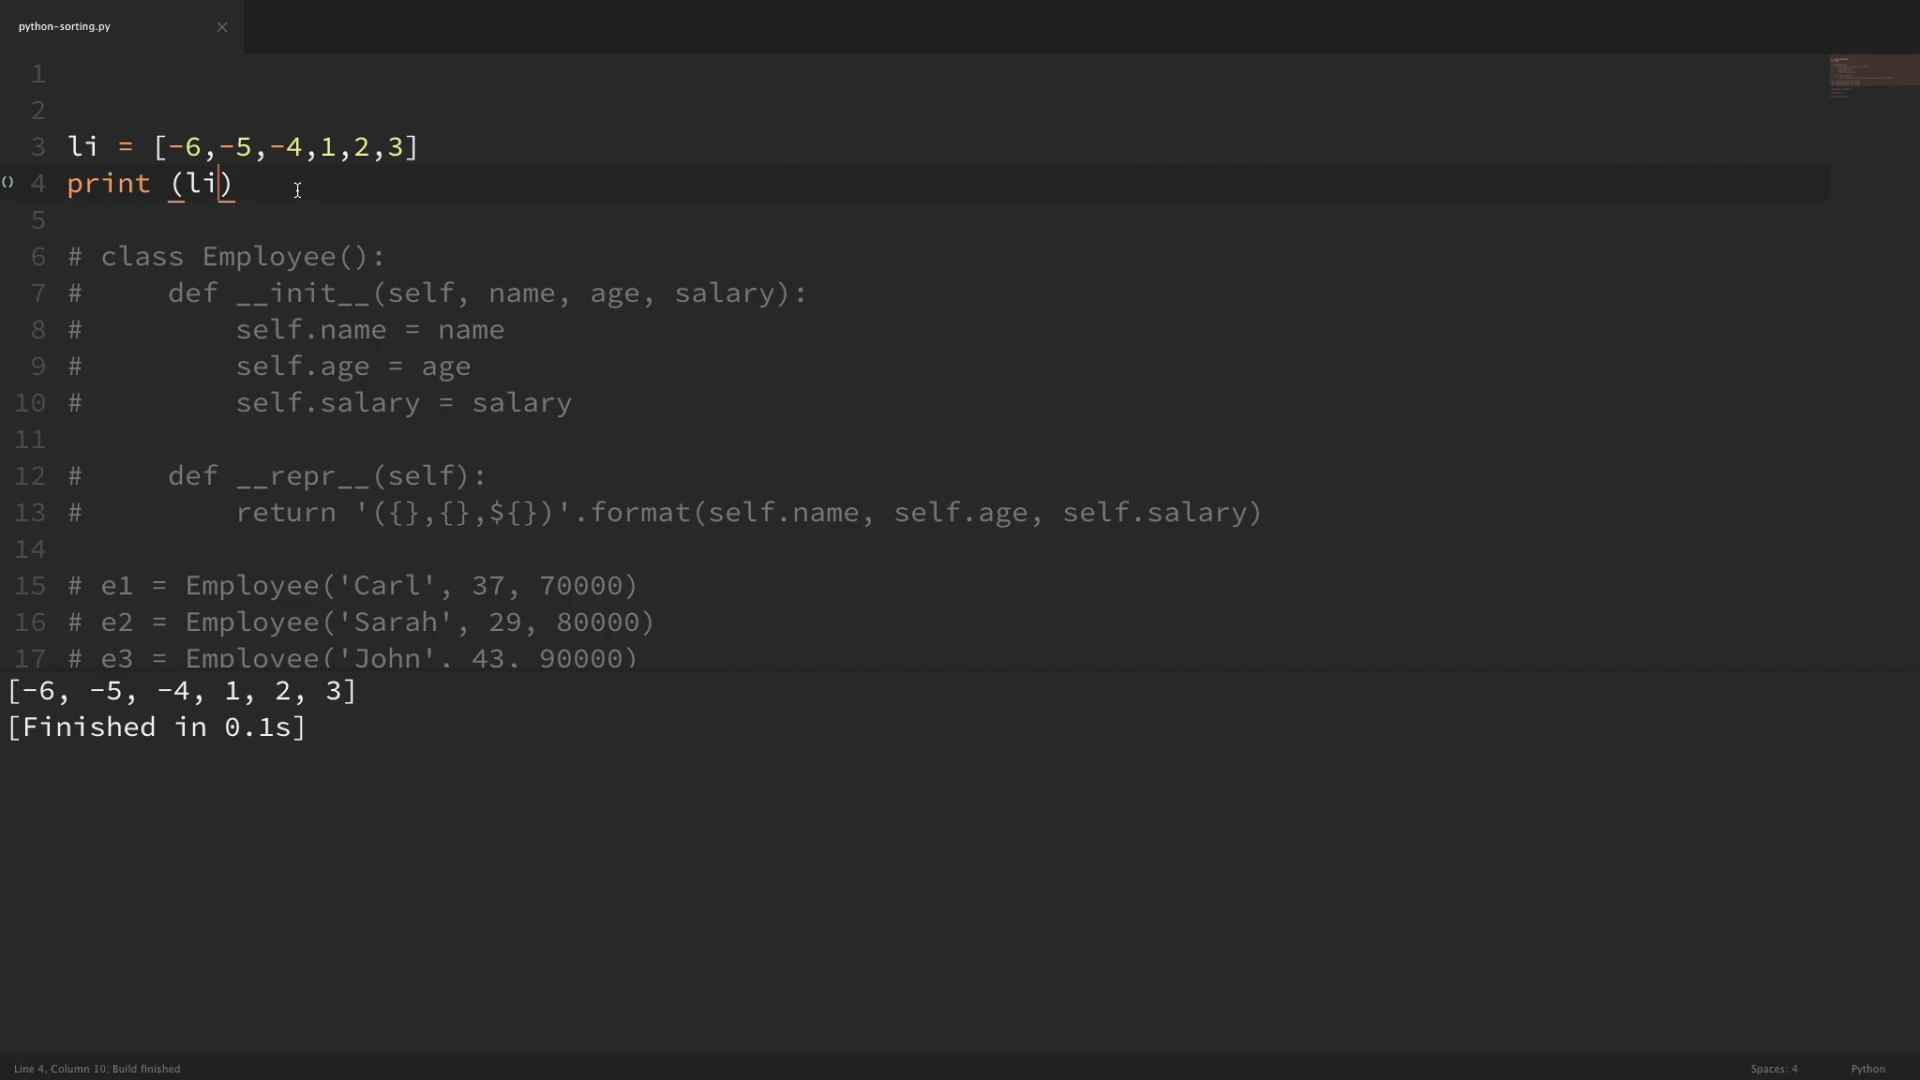 python-sorting.py
1
2
3 li = [-6,-5,-4,1,2,3]
() 4 print (li)
5
6 # class Employee():
7 #     def __init__(self, name, age, salary):
8 #         self.name = name
9 #         self.age = age
10 #         self.salary = salary
11
12 #     def __repr__(self):
13 #         return '({},{},${})'.format(self.name, self.age, self.salary)
14
15 # e1 = Employee('Carl', 37, 70000)
16 # e2 = Employee('Sarah', 29, 80000)
17 # e3 = Employee('John', 43, 90000)
[-6, -5, -4, 1, 2, 3]
[Finished in 0.1s]
Line 4, Column 10; Build finished Spaces: 4 Python